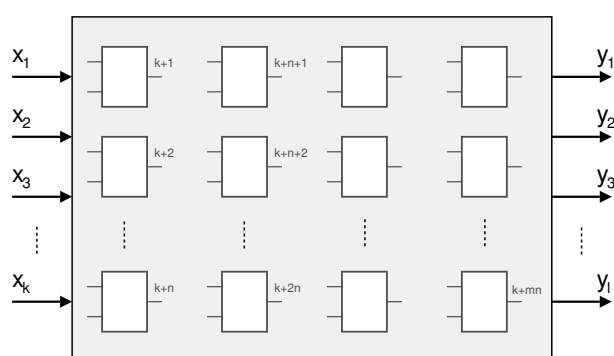 x1 k+1 k+n+1 y1
x2 k+2 k+n+2 y2
x3 y3
xk k+n k+2n k+mn yl